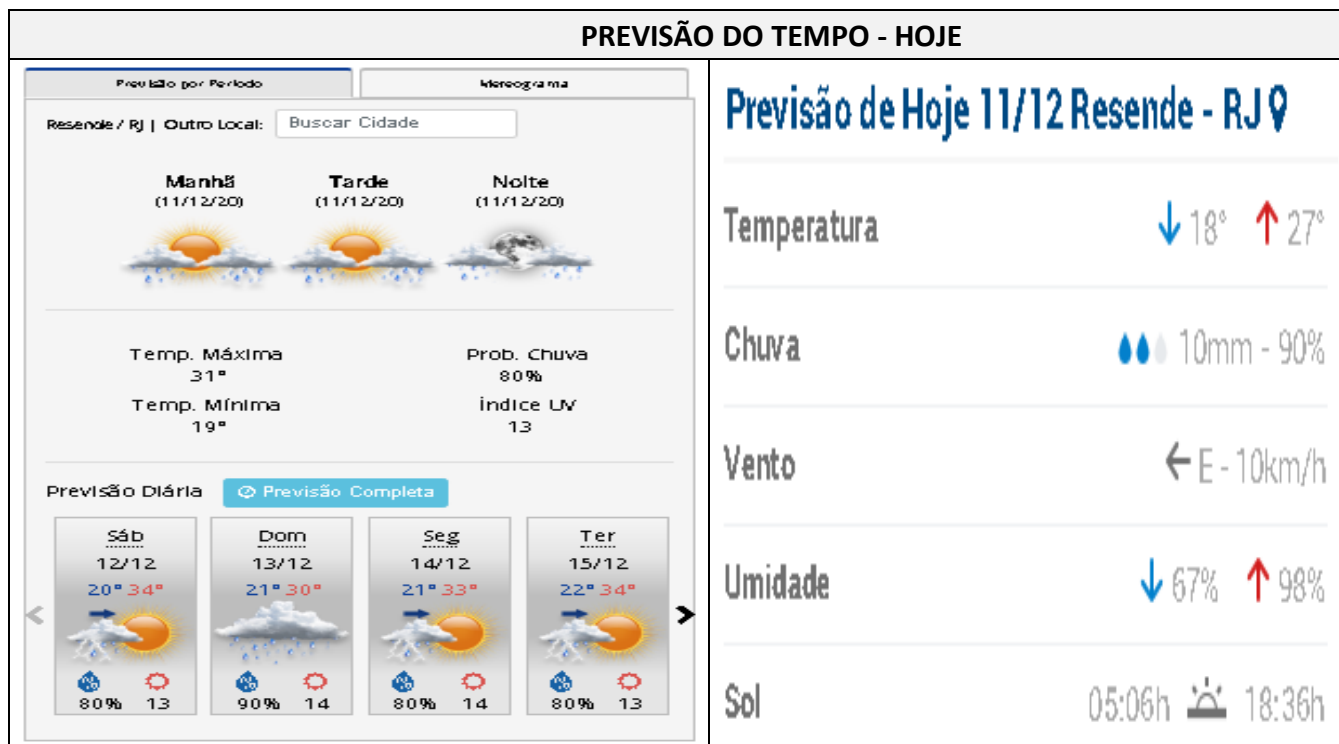 PREVISÃO DO TEMPO - HOJE
Previsão por Período
Meteograma
Resende / RJ | Outro Local: Buscar Cidade
Manhã Tarde Noite
(11/12/20) (11/12/20) (11/12/20)
Temp. Máxima Prob. Chuva
31° 80%
Temp. Mínima Índice UV
19° 13
Previsão Diária Previsão Completa
Sáb Dom Seg Ter
12/12 13/12 14/12 15/12
20° 34° 21° 30° 21° 33° 22° 34°
80% 13 90% 14 80% 14 80% 13
Previsão de Hoje 11/12 Resende - RJ
Temperatura 18° 27°
Chuva 10mm - 90%
Vento E - 10km/h
Umidade 67% 98%
Sol 05:06h 18:36h